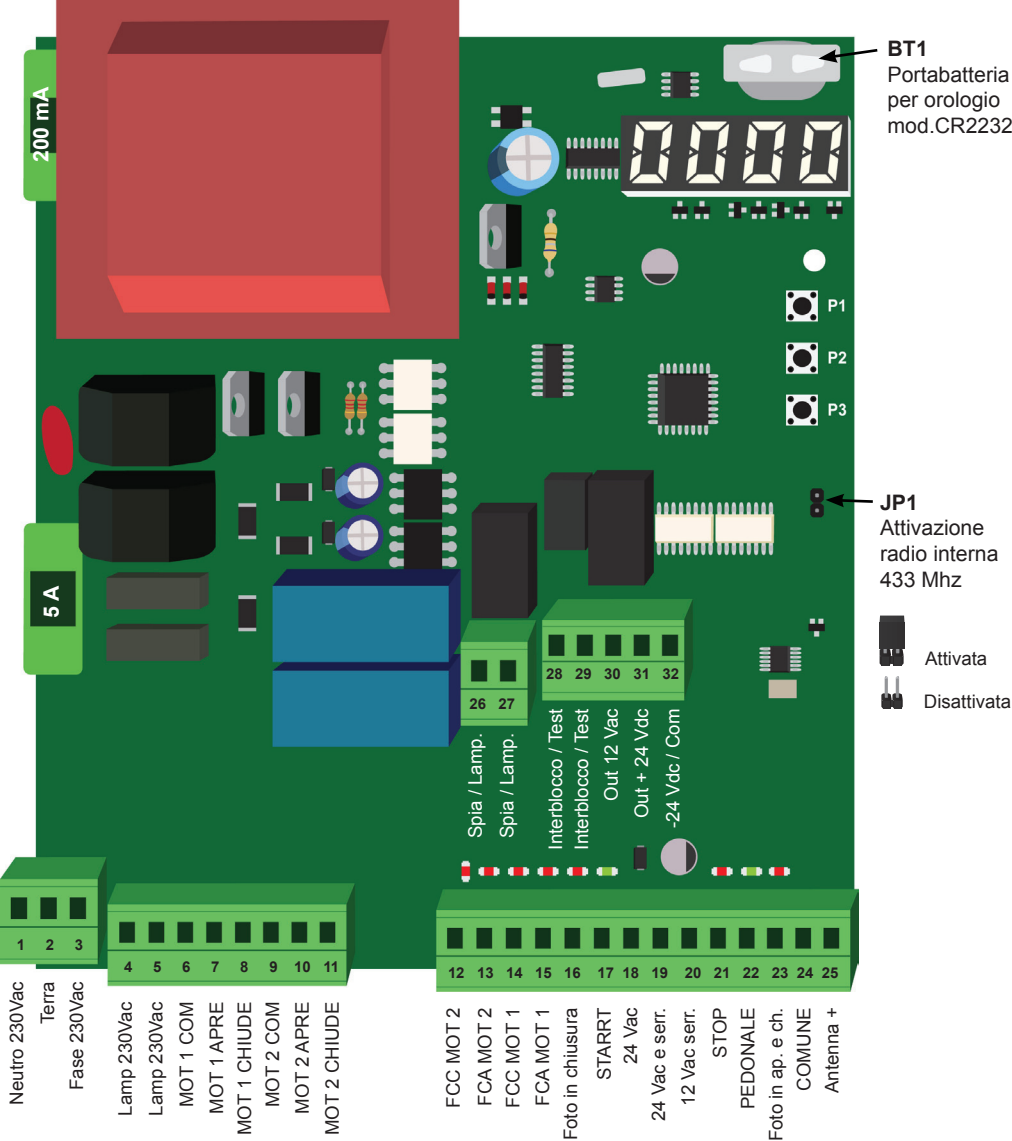 BT1
Portabatteria
per orologio
mod.CR2232
200 mA
P1
P2
P3
JP1
Attivazione
radio interna
433 Mhz
Attivata
Disattivata
5 A
26 27
28 29 30 31 32
Spia / Lamp.
Spia / Lamp.
Interblocco / Test
Interblocco / Test
Out 12 Vac
Out + 24 Vdc
-24 Vdc / Com
1 2 3
4 5 6 7 8 9 10 11
12 13 14 15 16 17 18 19 20 21 22 23 24 25
Neutro 230Vac
Terra
Fase 230Vac
Lamp 230Vac
Lamp 230Vac
MOT 1 COM
MOT 1 APRE
MOT 1 CHIUDE
MOT 2 COM
MOT 2 APRE
MOT 2 CHIUDE
FCC MOT 2
FCA MOT 2
FCC MOT 1
FCA MOT 1
Foto in chiusura
STARRT
24 Vac
24 Vac e serr.
12 Vac serr.
STOP
PEDONALE
Foto in ap. e ch.
COMUNE
Antenna +